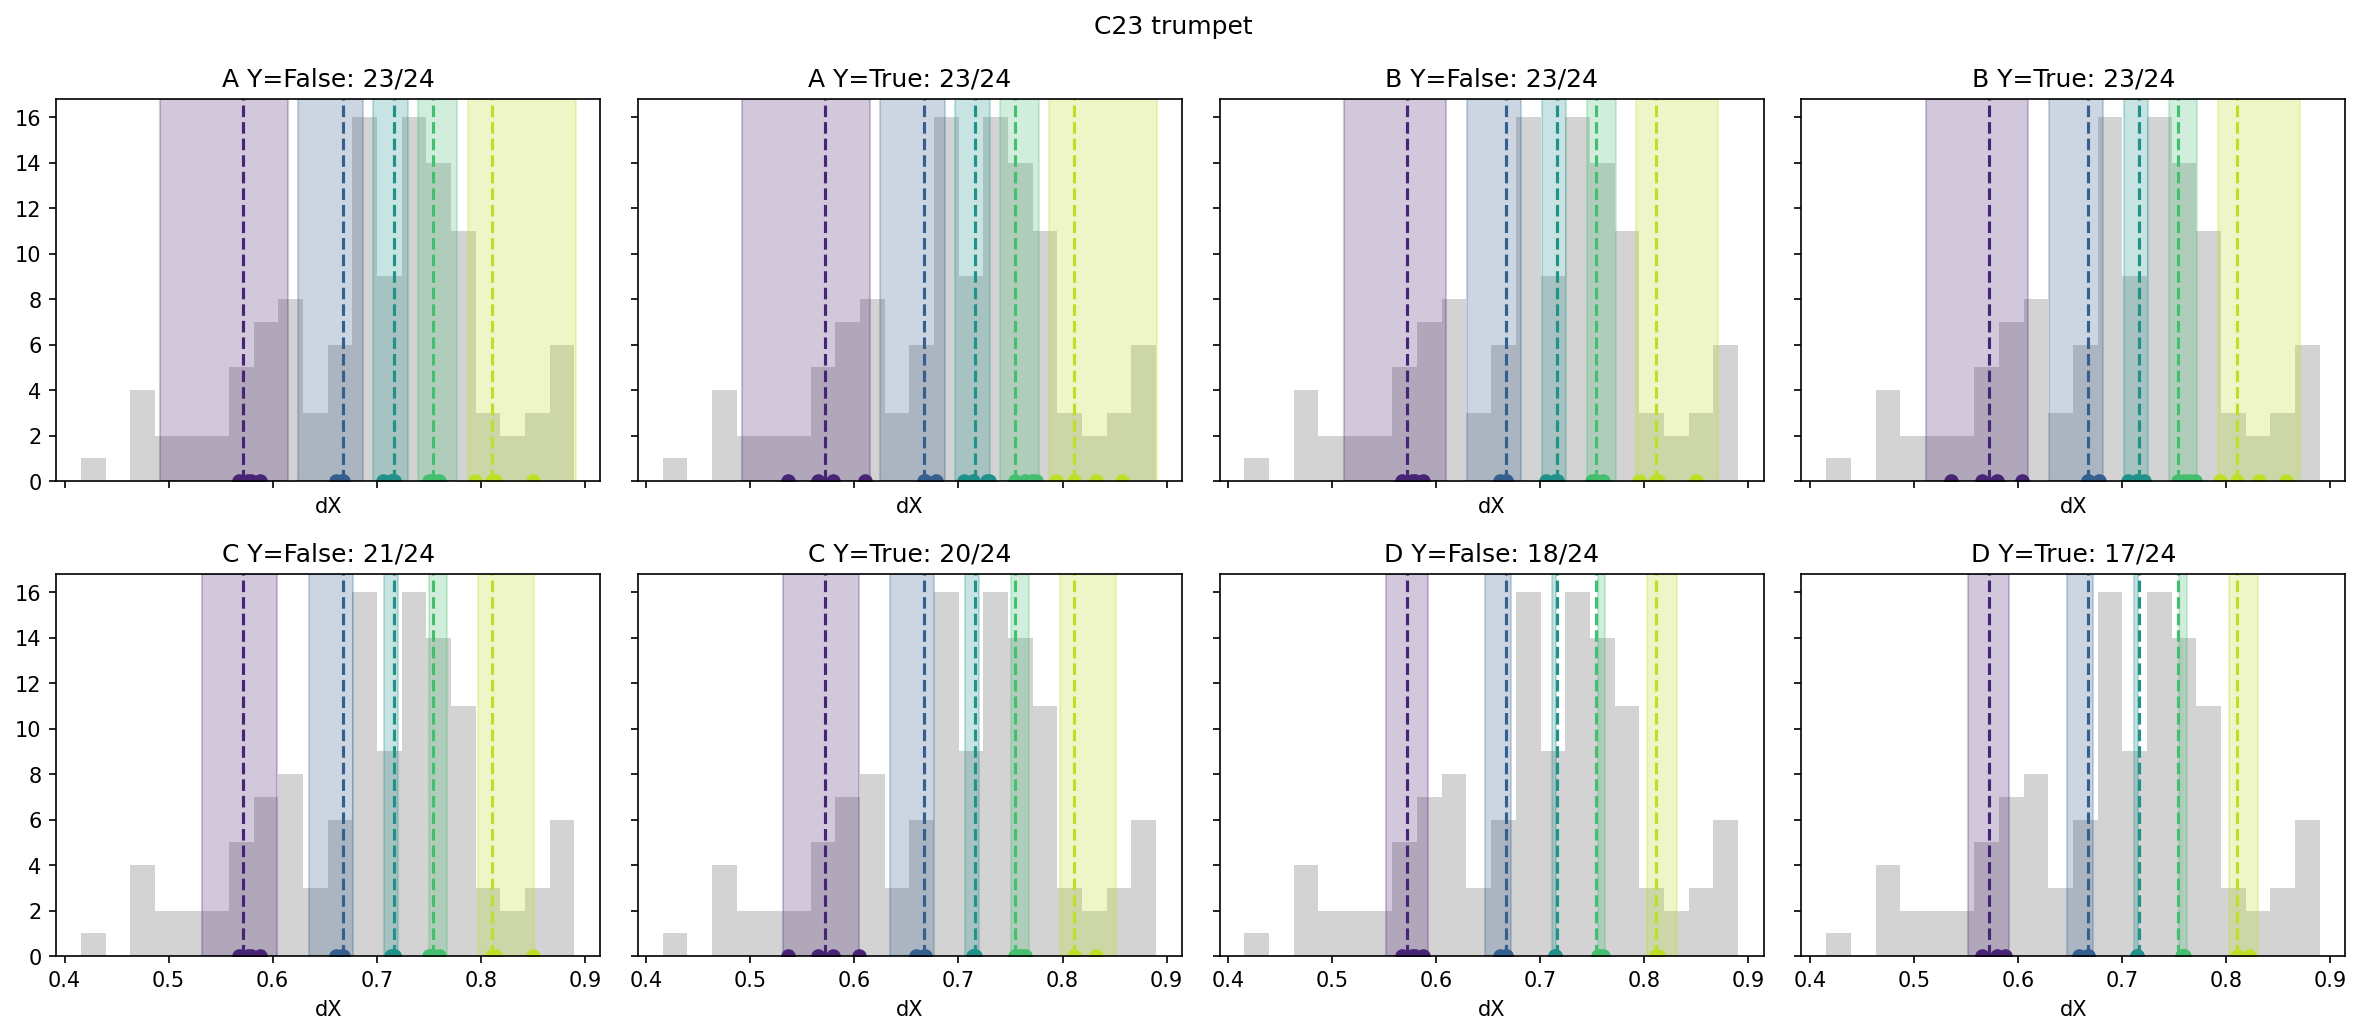 C23 trumpet
A Y=False: 23/24
A Y=True: 23/24
B Y=False: 23/24
B Y=True: 23/24
16
14
12
10
8
6
4
2
0
dX
dX
dX
dX
C Y=False: 21/24
C Y=True: 20/24
D Y=False: 18/24
D Y=True: 17/24
16
14
12
10
8
6
4
2
0
0.4 0.5 0.6 0.7 0.8 0.9
0.4 0.5 0.6 0.7 0.8 0.9
0.4 0.5 0.6 0.7 0.8 0.9
0.4 0.5 0.6 0.7 0.8 0.9
dX
dX
dX
dX